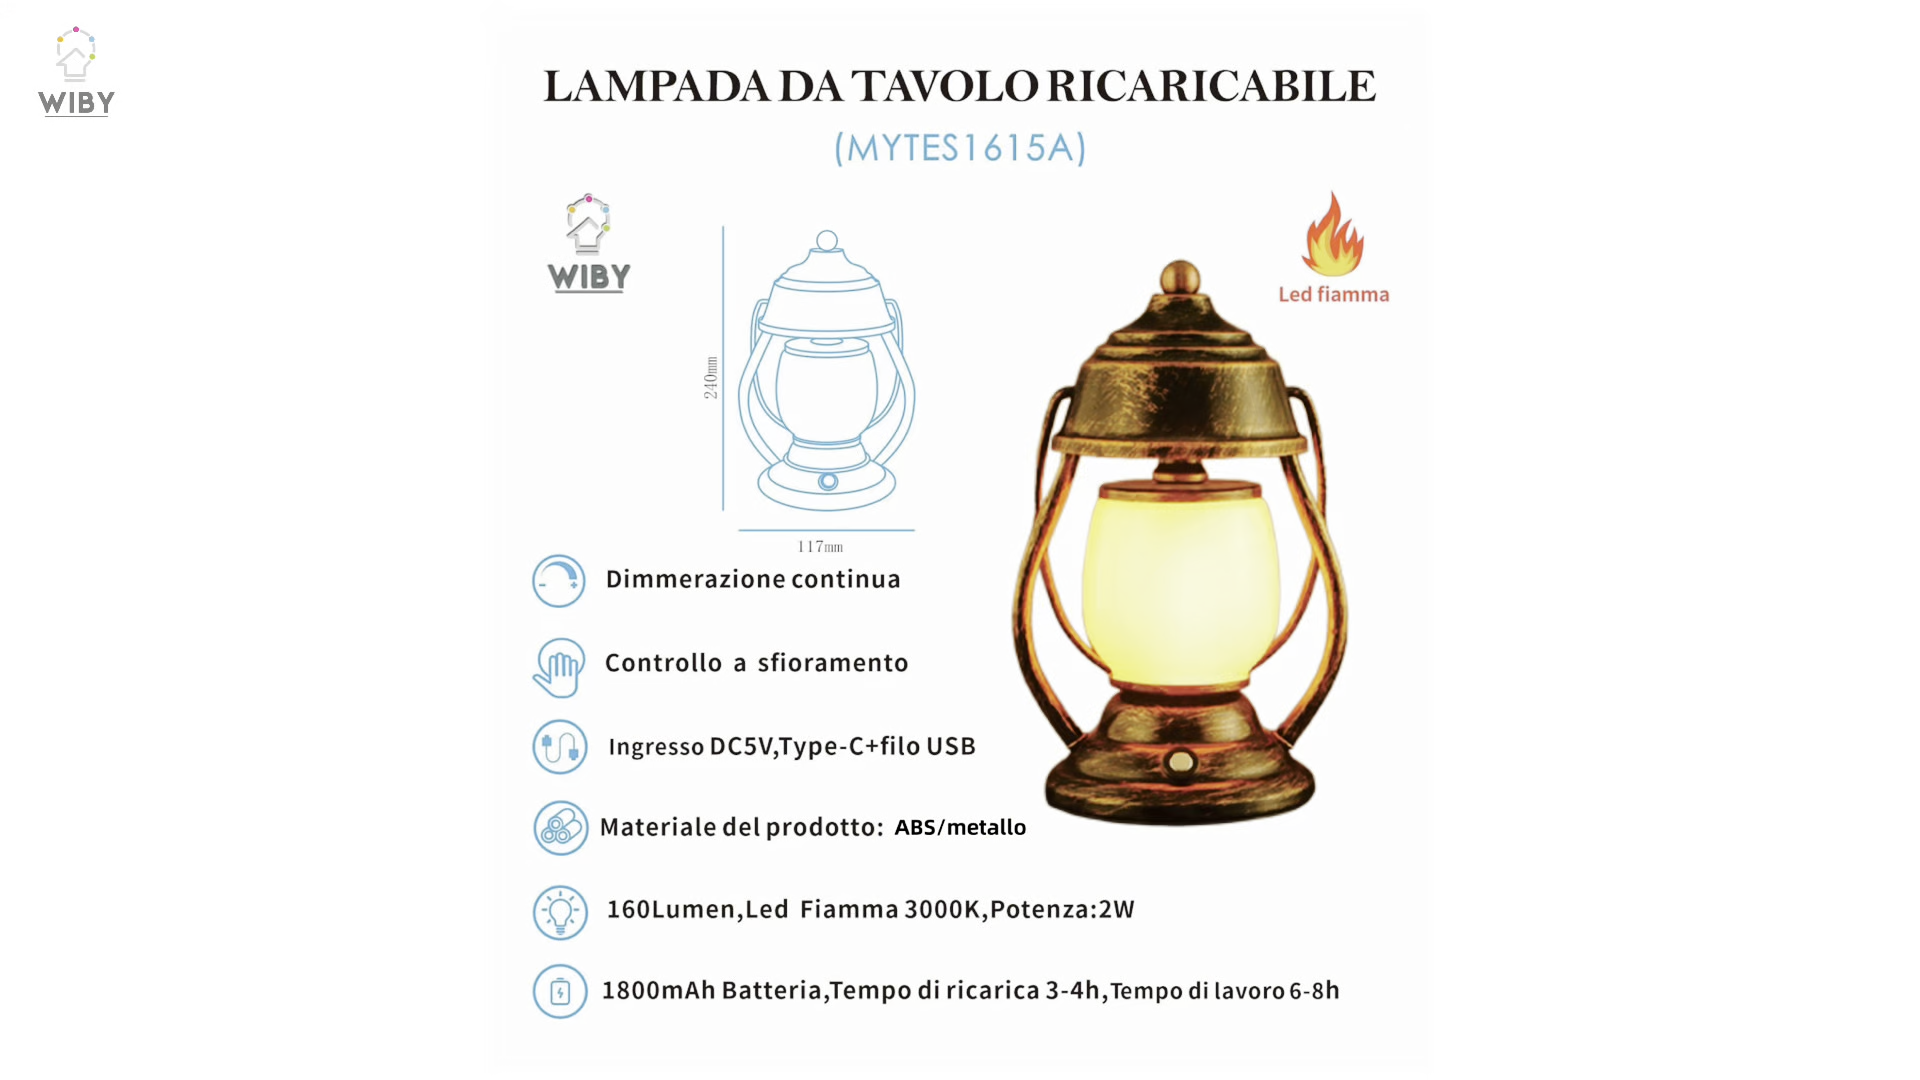 WIBY
LAMPADA DA TAVOLO RICARICABILE
(MYTES1615A)
WIBY
Led fiamma
240mm
117mm
Dimmerazione continua
Controllo a sfioramento
Ingresso DC5V,Type-C+filo USB
Materiale del prodotto: ABS/metallo
160Lumen,Led Fiamma 3000K,Potenza:2W
1800mAh Batteria,Tempo di ricarica 3-4h,Tempo di lavoro 6-8h